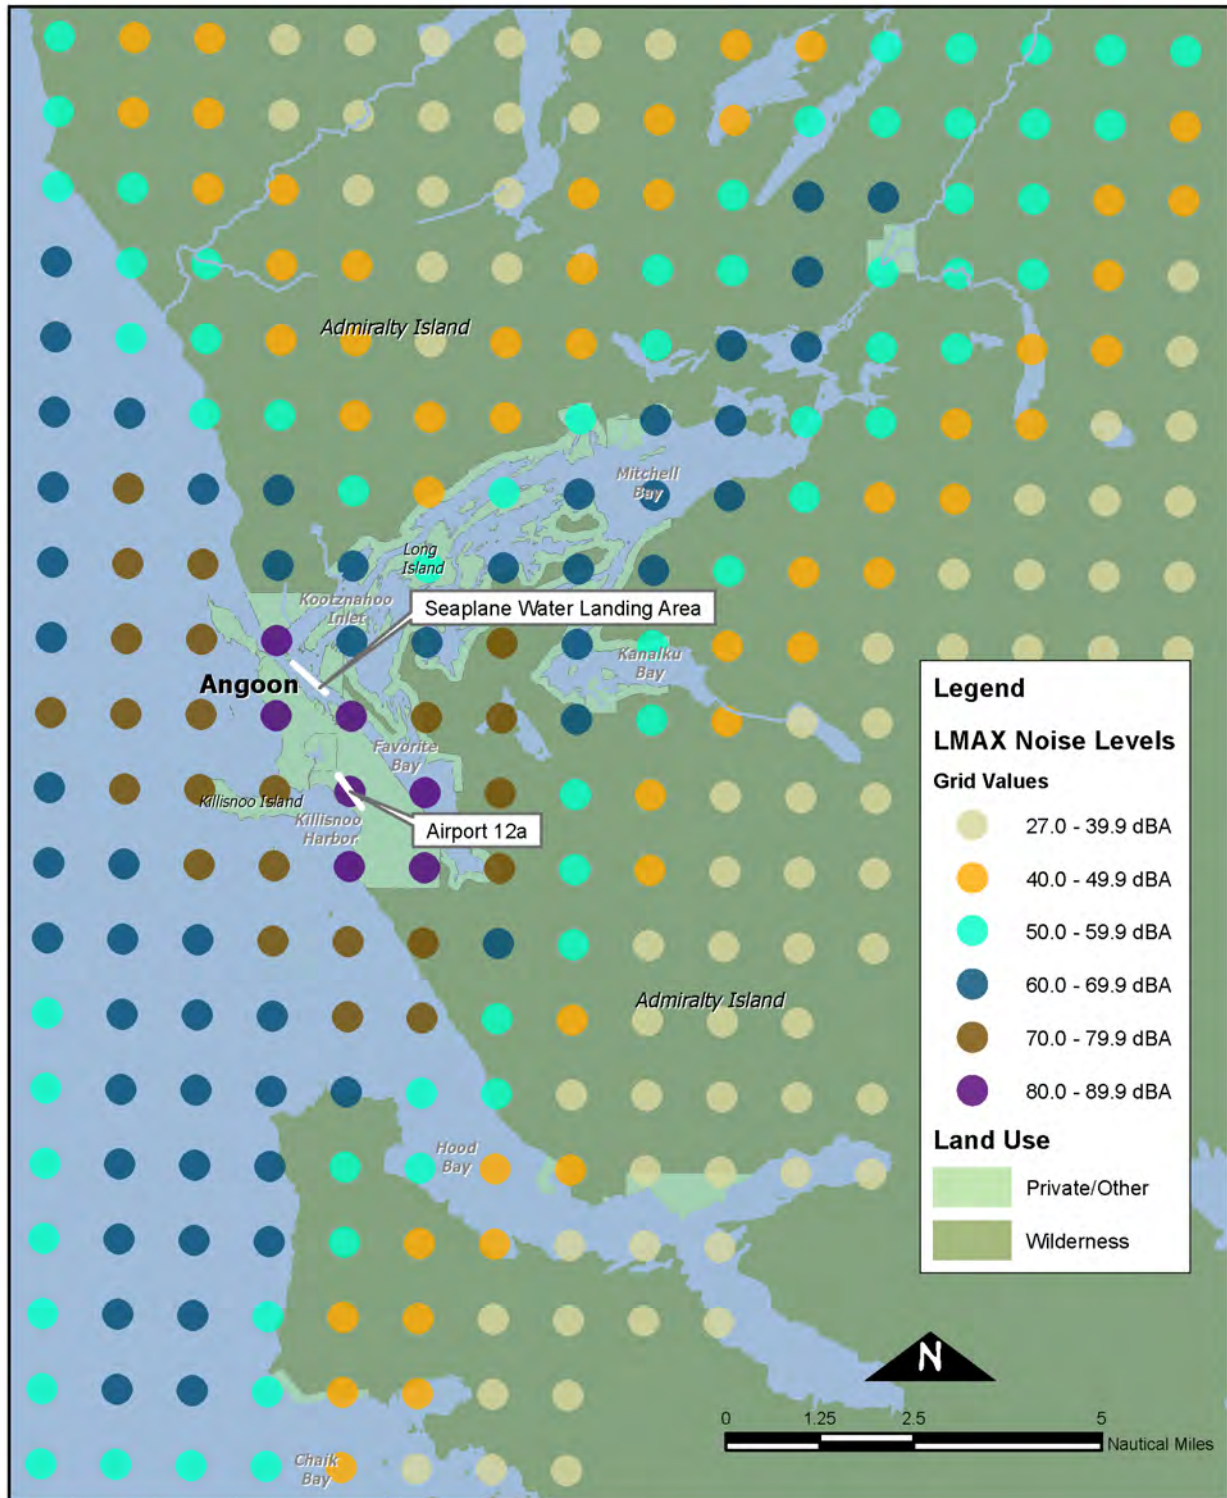 Admiralty Island
Mitchell
Bay
Long
Island
Kootznahoo
Inlet
Seaplane Water Landing Area
Kanalku
Bay
Angoon
Favorite
Bay
Killisnoo Island
Killisnoo
Harbor
Airport 12a
Admiralty Island
Hood
Bay
Chaik
Bay
Legend
LMAX Noise Levels
Grid Values
27.0 - 39.9 dBA
40.0 - 49.9 dBA
50.0 - 59.9 dBA
60.0 - 69.9 dBA
70.0 - 79.9 dBA
80.0 - 89.9 dBA
Land Use
Private/Other
Wilderness
N
0 1.25 2.5 5
Nautical Miles